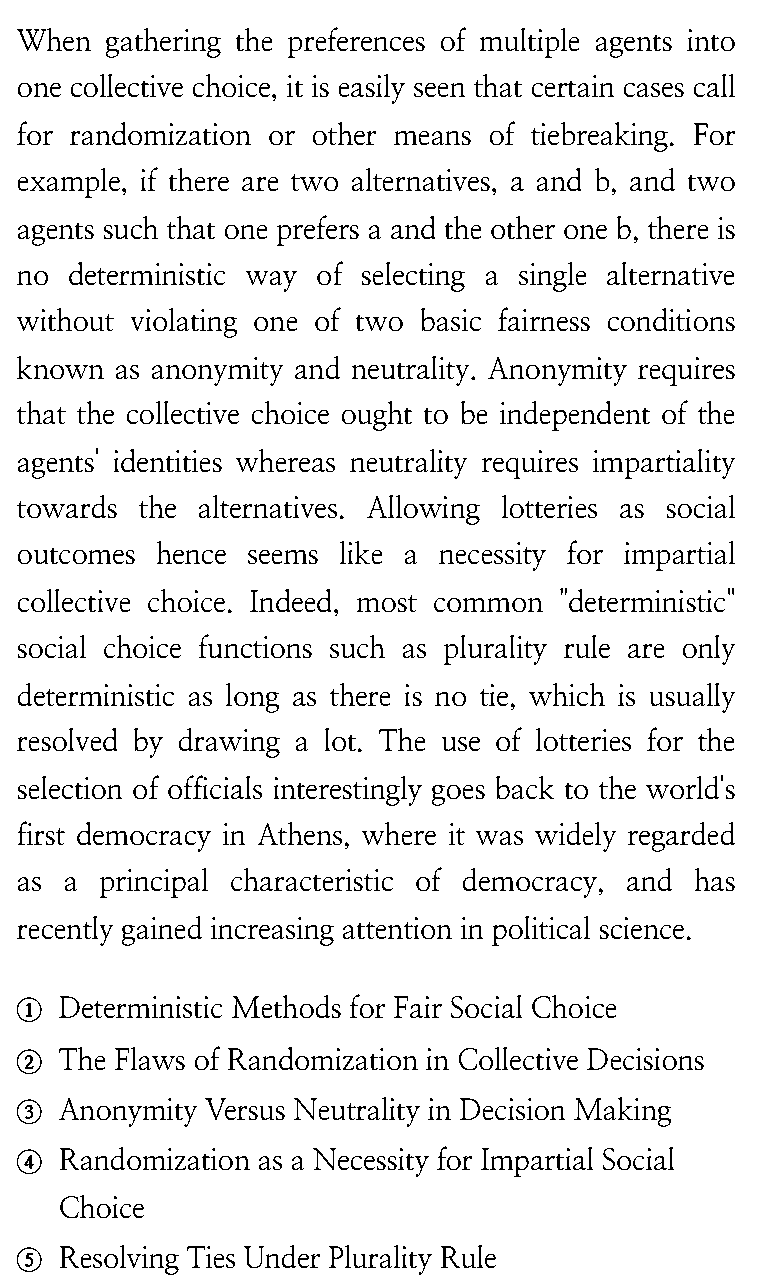 When gathering the preferences of multiple agents into
one collective choice, it is easily seen that certain cases call
for randomization or other means of tiebreaking. For
example, if there are two alternatives, a and b, and two
agents such that one prefers a and the other one b, there is
no deterministic way of selecting a single alternative
without violating one of two basic fairness conditions
known as anonymity and neutrality. Anonymity requires
that the collective choice ought to be independent of the
agents' identities whereas neutrality requires impartiality
towards the alternatives. Allowing lotteries as social
outcomes hence seems like a necessity for impartial
collective choice. Indeed, most common "deterministic"
social choice functions such as plurality rule are only
deterministic as long as there is no tie, which is usually
resolved by drawing a lot. The use of lotteries for the
selection of officials interestingly goes back to the world's
first democracy in Athens, where it was widely regarded
as a principal characteristic of democracy, and has
recently gained increasing attention in political science.
① Deterministic Methods for Fair Social Choice
② The Flaws of Randomization in Collective Decisions
③ Anonymity Versus Neutrality in Decision Making
④ Randomization as a Necessity for Impartial Social
Choice
⑤ Resolving Ties Under Plurality Rule